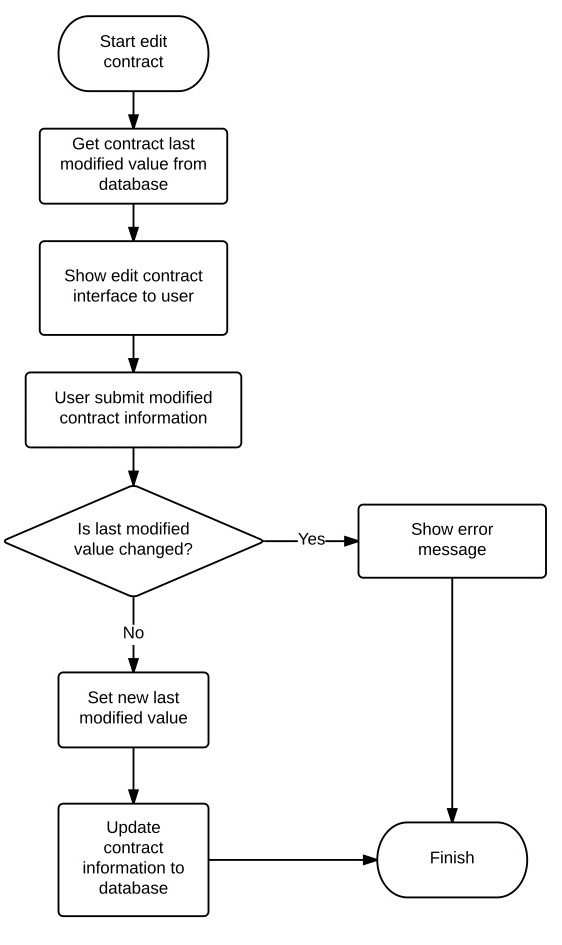 Start edit
contract
Get contract last
modified value from
database
Show edit contract
interface to user
User submit modified
contract information
Is last modified
value changed?
Yes
Show error
message
No
Set new last
modified value
Update
contract
information to
database
Finish